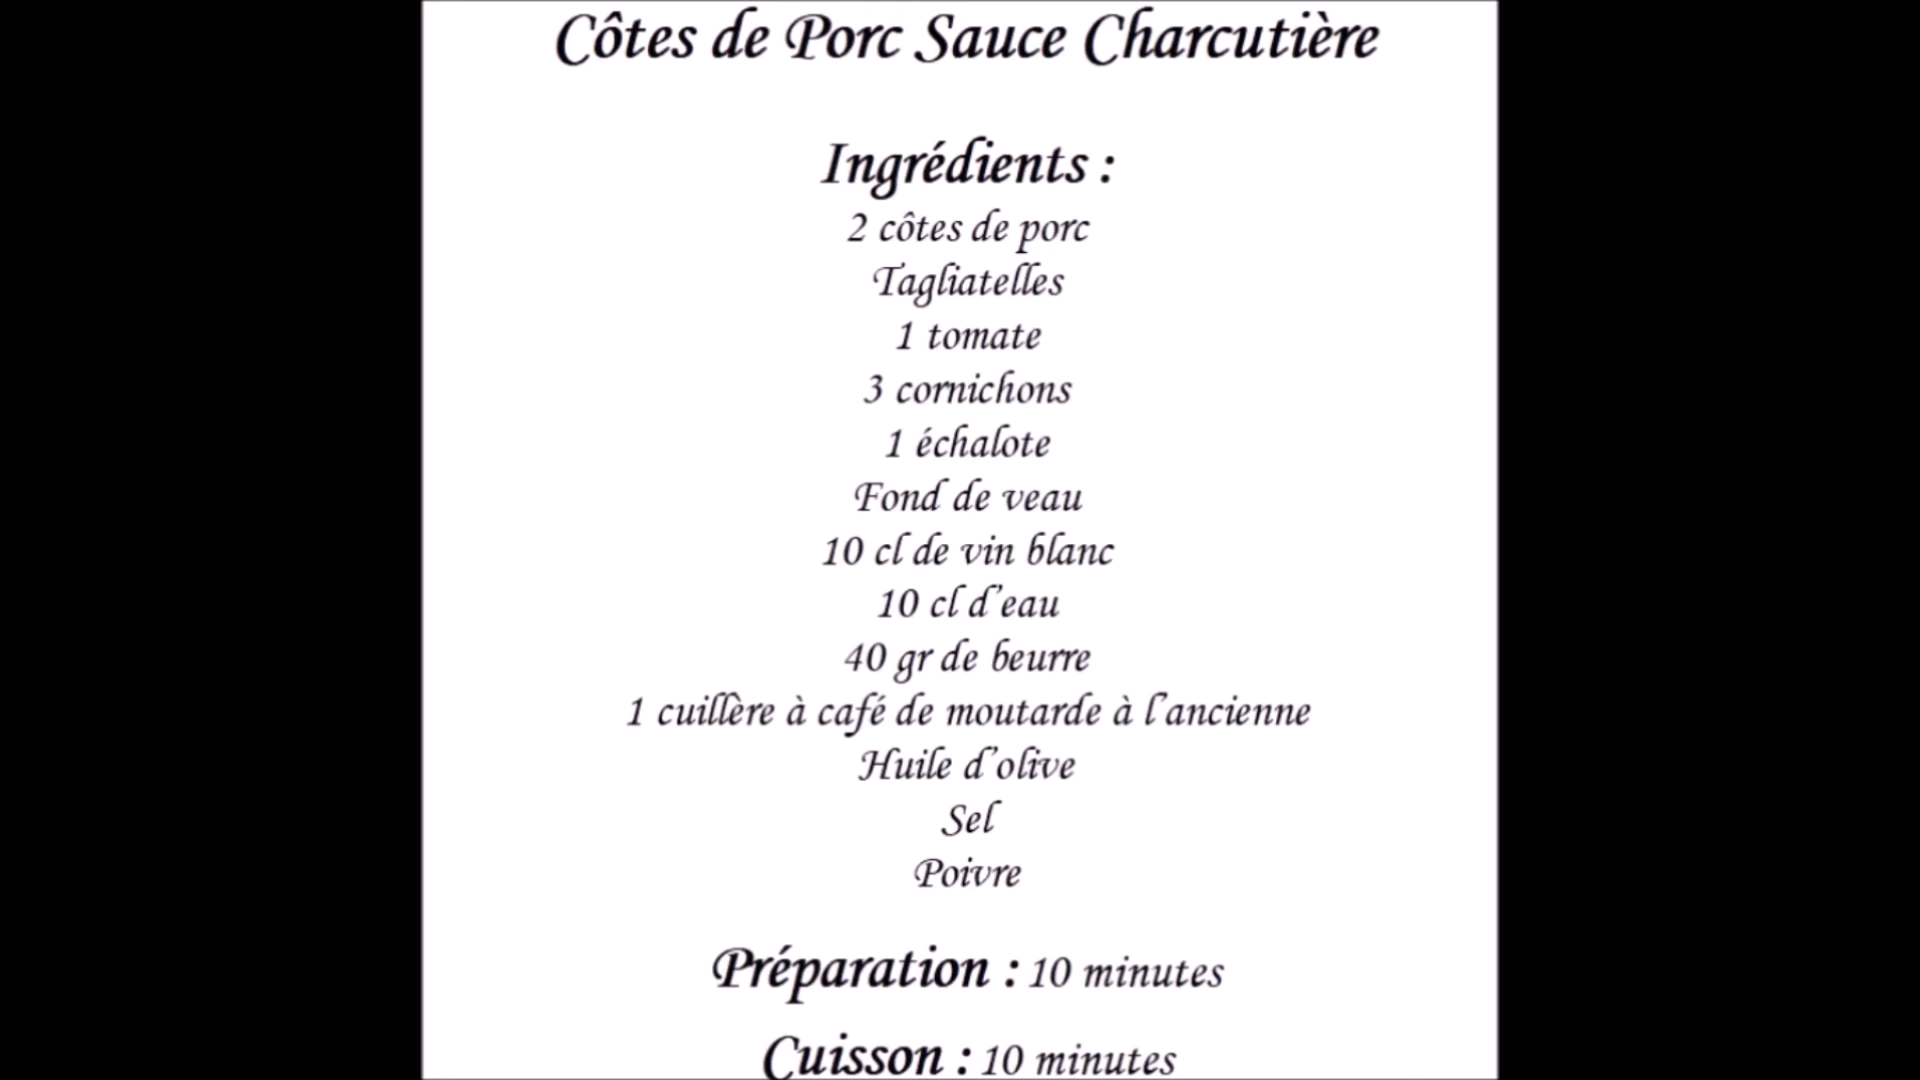 Côtes de Porc Sauce Charcutière
Ingrédients :
2 côtes de porc
Tagliatelles
1 tomate
3 cornichons
1 échalote
Fond de veau
10 cl de vin blanc
10 cl d’eau
40 gr de beurre
1 cuillère à café de moutarde à l’ancienne
Huile d’olive
Sel
Poivre
Préparation : 10 minutes
Cuisson : 10 minutes